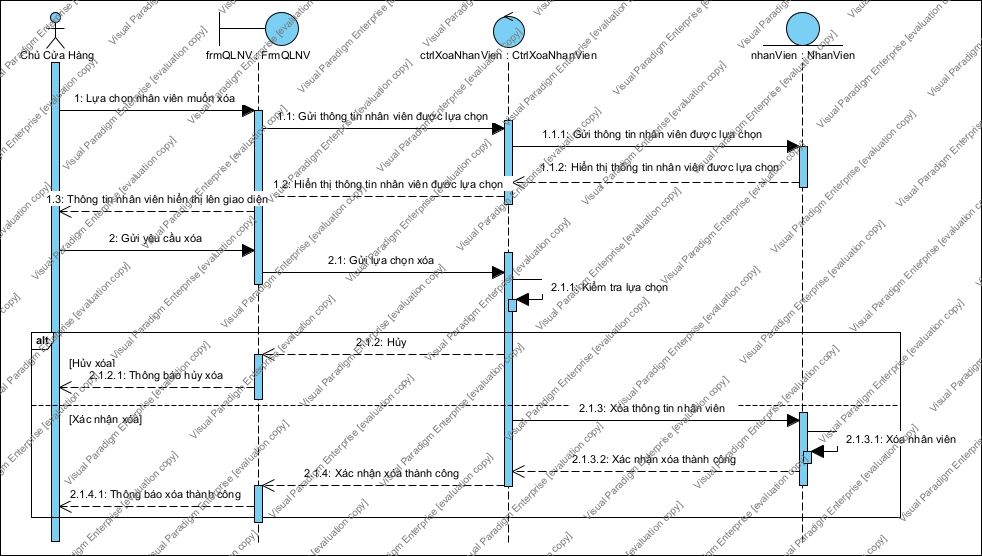 Chủ Cửa Hàng
frmQLNV : FrmQLNV
ctrlXoaNhanVien : CtrlXoaNhanVien
nhanVien : NhanVien
1: Lựa chọn nhân viên muốn xóa
1.1: Gửi thông tin nhân viên được lựa chọn
1.1.1: Gửi thông tin nhân viên được lựa chọn
1.1.2: Hiển thị thông tin nhân viên được lựa chọn
1.2: Hiển thị thông tin nhân viên được lựa chọn
1.3: Thông tin nhân viên hiển thị lên giao diện
2: Gửi yêu cầu xóa
2.1: Gửi lựa chọn xóa
2.1.1: Kiểm tra lựa chọn
alt
2.1.2: Hủy
[Hủy xóa]
2.1.2.1: Thông báo hủy xóa
2.1.3: Xóa thông tin nhân viên
[Xác nhận xóa]
2.1.3.1: Xóa nhân viên
2.1.3.2: Xác nhận xóa thành công
2.1.4: Xác nhận xóa thành công
2.1.4.1: Thông báo xóa thành công
Visual Paradigm Enterprise [evaluation copy]